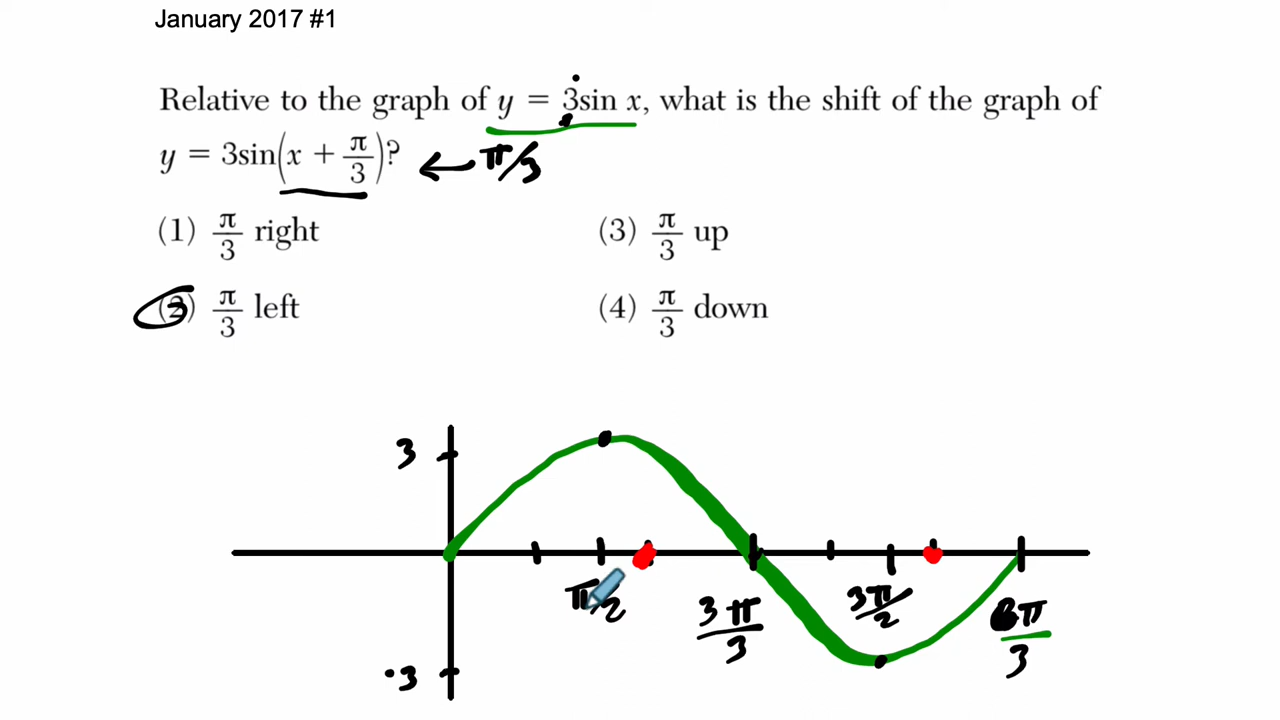 January 2017 #1
Relative to the graph of y = 3sin x, what is the shift of the graph of
y = 3sin(x + π/3)? ← π/3
(1) π/3 right
(3) π/3 up
(2) π/3 left
(4) π/3 down
3
π/2
3π/3
3π/2
6π/3
-3